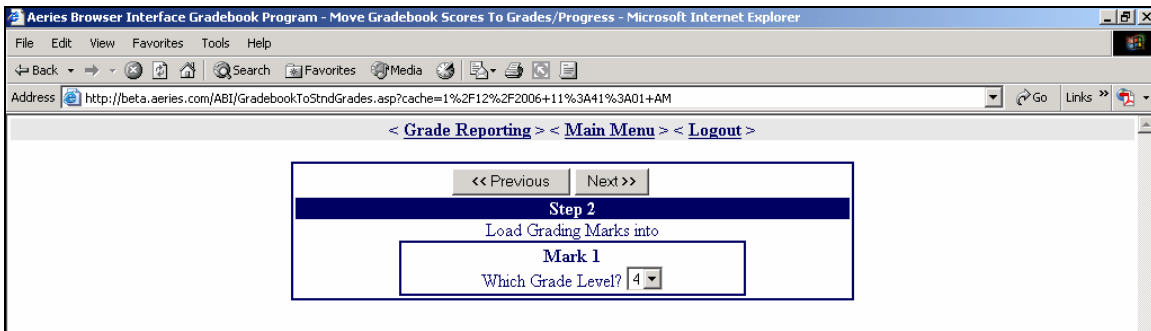 Aeries Browser Interface Gradebook Program - Move Gradebook Scores To Grades/Progress - Microsoft Internet Explorer
File Edit View Favorites Tools Help
Back Search Favorites Media
Address http://beta.aeries.com/ABI/GradebookToStndGrades.asp?cache=1%2F12%2F2006+11%3A41%3A01+AM Go Links »
< Grade Reporting > < Main Menu > < Logout >
<< Previous Next >>
Step 2
Load Grading Marks into
Mark 1
Which Grade Level? 4